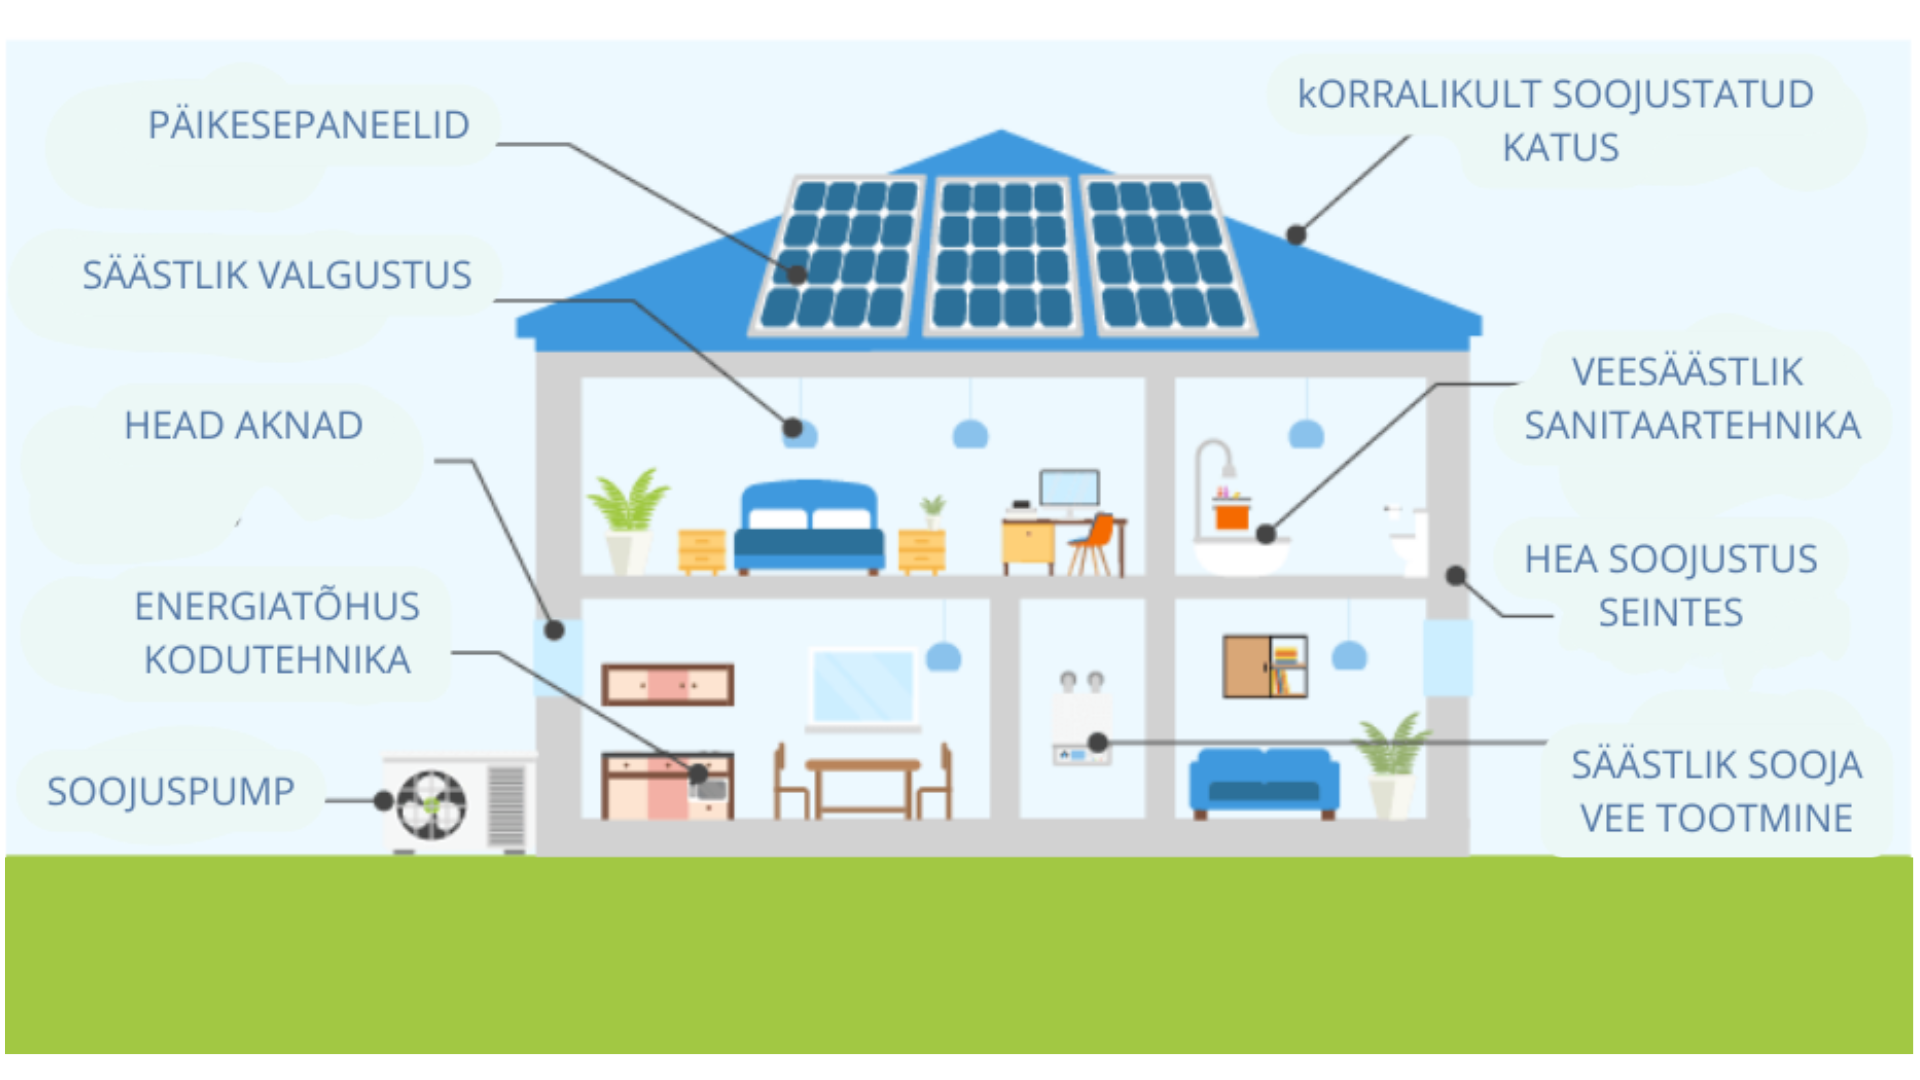 PÄIKESEPANEELID
SÄÄSTLIK VALGUSTUS
HEAD AKNAD
ENERGIATÕHUS
KODUTEHNIKA
SOOJUSPUMP
kORRALIKULT SOOJUSTATUD
KATUS
VEESÄÄSTLIK
SANITAARTEHNIKA
HEA SOOJUSTUS
SEINTES
SÄÄSTLIK SOOJA
VEE TOOTMINE